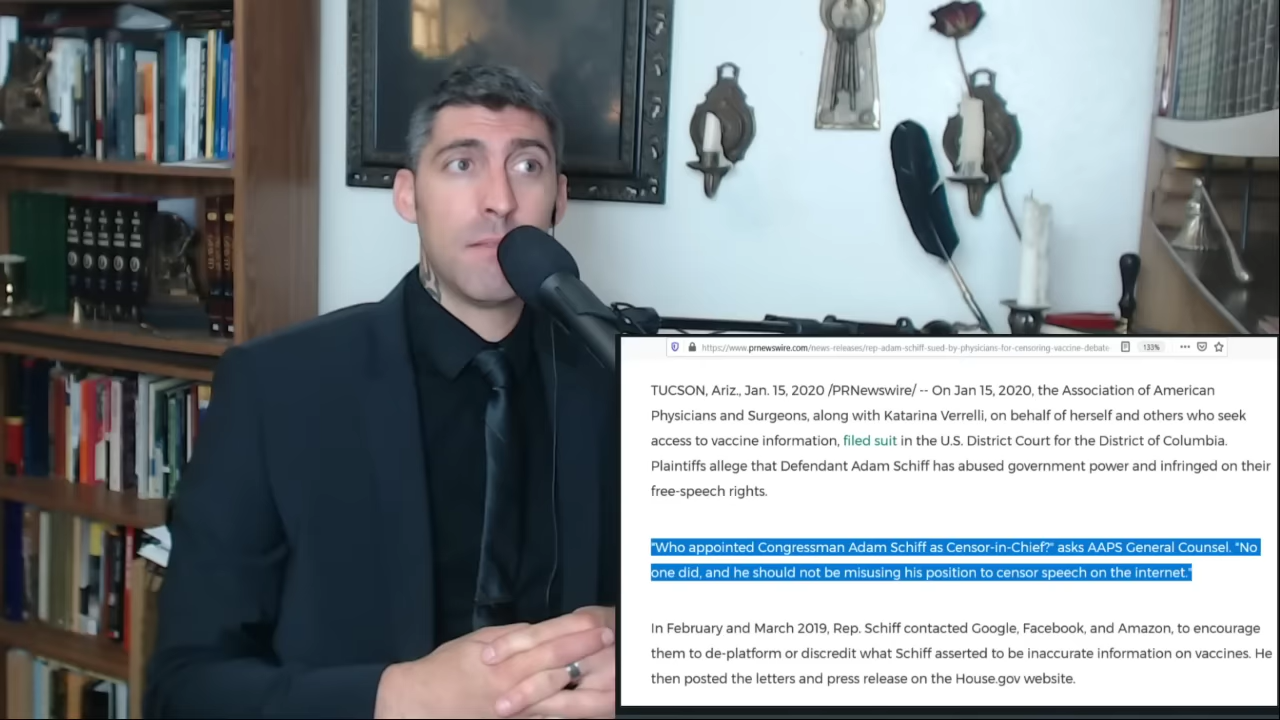 https://www.prnewswire.com/news-releases/rep-adam-schiff-sued-by-physicians-for-censoring-vaccine-debate
133%
TUCSON, Ariz., Jan. 15, 2020 /PRNewswire/ -- On Jan 15, 2020, the Association of American
Physicians and Surgeons, along with Katarina Verrelli, on behalf of herself and others who seek
access to vaccine information, filed suit in the U.S. District Court for the District of Columbia.
Plaintiffs allege that Defendant Adam Schiff has abused government power and infringed on their
free-speech rights.
"Who appointed Congressman Adam Schiff as Censor-in-Chief?" asks AAPS General Counsel. "No
one did, and he should not be misusing his position to censor speech on the internet."
In February and March 2019, Rep. Schiff contacted Google, Facebook, and Amazon, to encourage
them to de-platform or discredit what Schiff asserted to be inaccurate information on vaccines. He
then posted the letters and press release on the House.gov website.